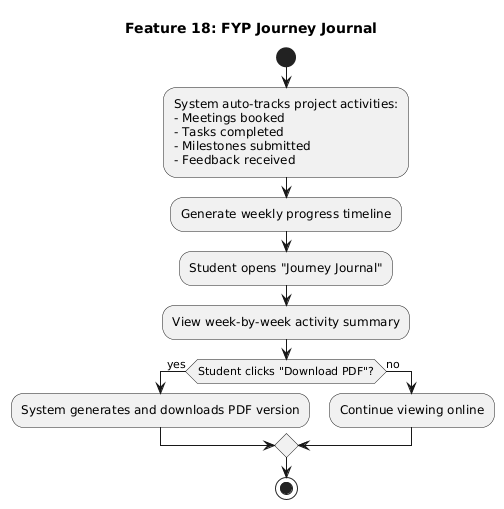 Feature 18: FYP Journey Journal
System auto-tracks project activities:
- Meetings booked
- Tasks completed
- Milestones submitted
- Feedback received
Generate weekly progress timeline
Student opens "Journey Journal"
View week-by-week activity summary
yes
Student clicks "Download PDF"?
no
System generates and downloads PDF version
Continue viewing online